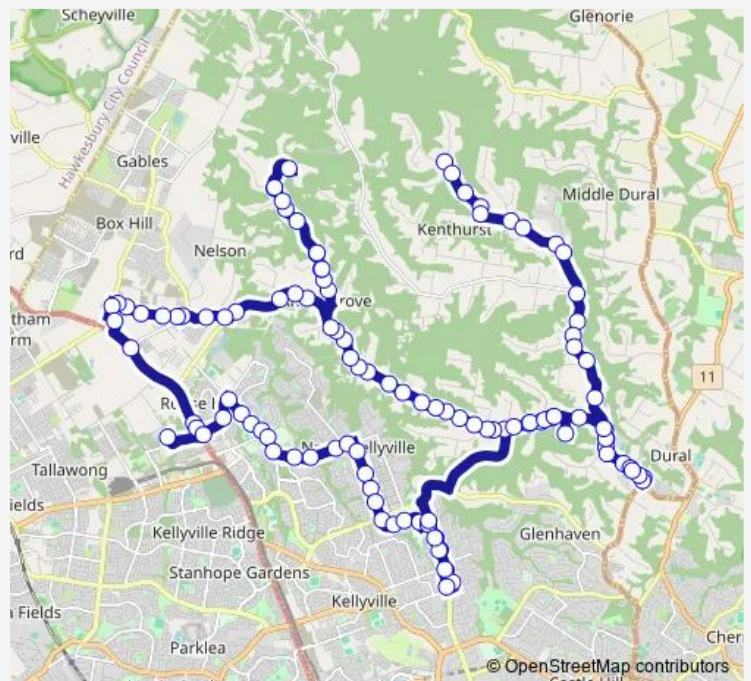 Scheyville
Glenorie
Hawkesbury City Council
ville
Gables
Middle Dural
Box Hill
Kenthurst
Nelson
rd
tham
rm
rove
11
Dural
Tallawong
ields
Kellyville Ridge
Glenhaven
Stanhope Gardens
Kellyville
a Fields
Parklea
Cher
© OpenStreetMap contributors